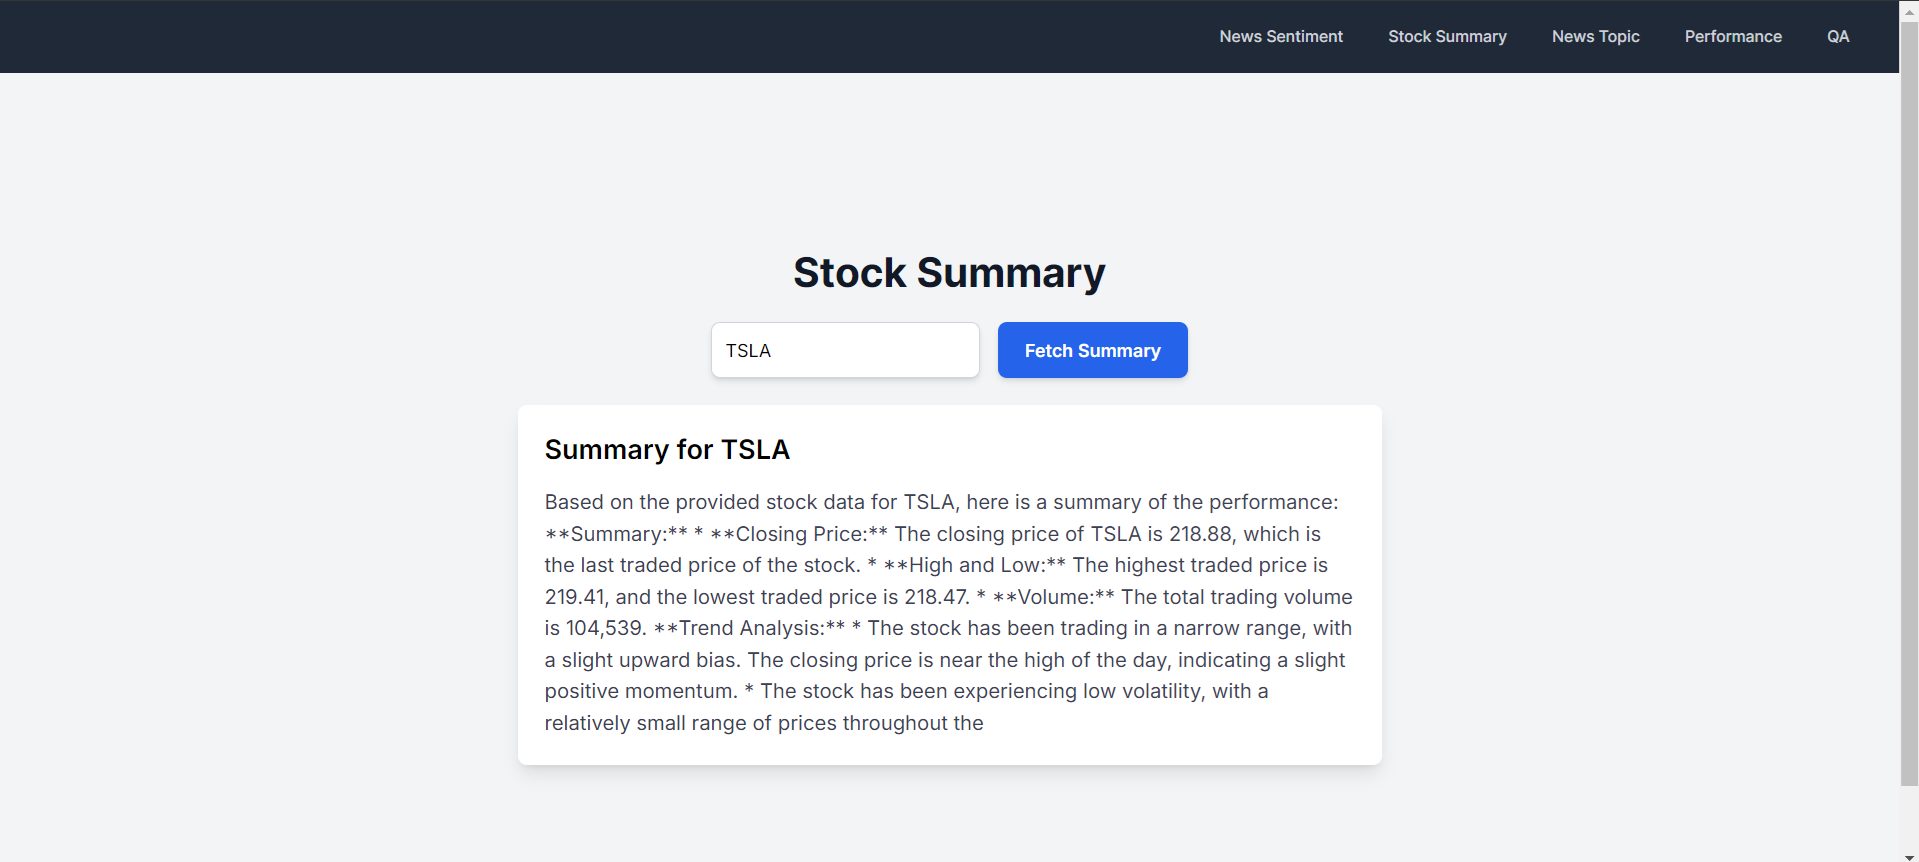 News Sentiment Stock Summary News Topic Performance QA
Stock Summary
TSLA
Fetch Summary
Summary for TSLA
Based on the provided stock data for TSLA, here is a summary of the performance:
**Summary:** * **Closing Price:** The closing price of TSLA is 218.88, which is
the last traded price of the stock. * **High and Low:** The highest traded price is
219.41, and the lowest traded price is 218.47. * **Volume:** The total trading volume
is 104,539. **Trend Analysis:** * The stock has been trading in a narrow range, with
a slight upward bias. The closing price is near the high of the day, indicating a slight
positive momentum. * The stock has been experiencing low volatility, with a
relatively small range of prices throughout the